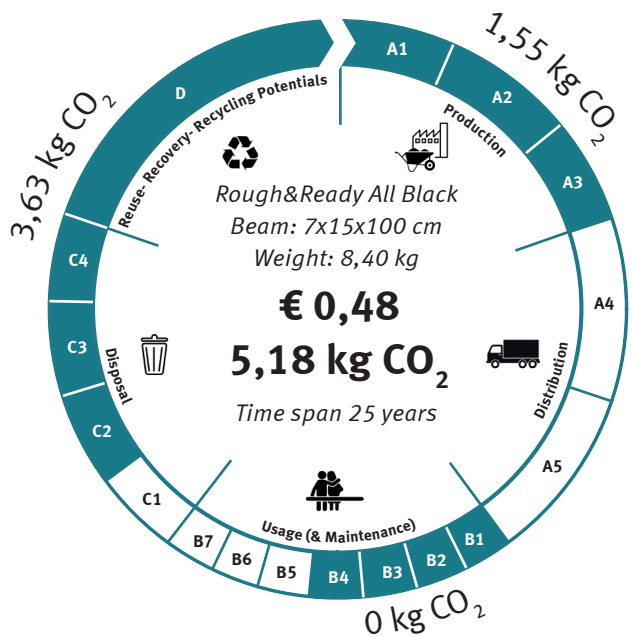 1,55 kg CO₂
A1
A2
A3
Production
A4
A5
Distribution
B1
B2
B3
B4
B5
B6
B7
Usage (& Maintenance)
0 kg CO₂
C1
C2
C3
C4
Disposal
D
Reuse- Recovery- Recycling Potentials
3,63 kg CO₂
Rough&Ready All Black
Beam: 7x15x100 cm
Weight: 8,40 kg
€ 0,48
5,18 kg CO₂
Time span 25 years